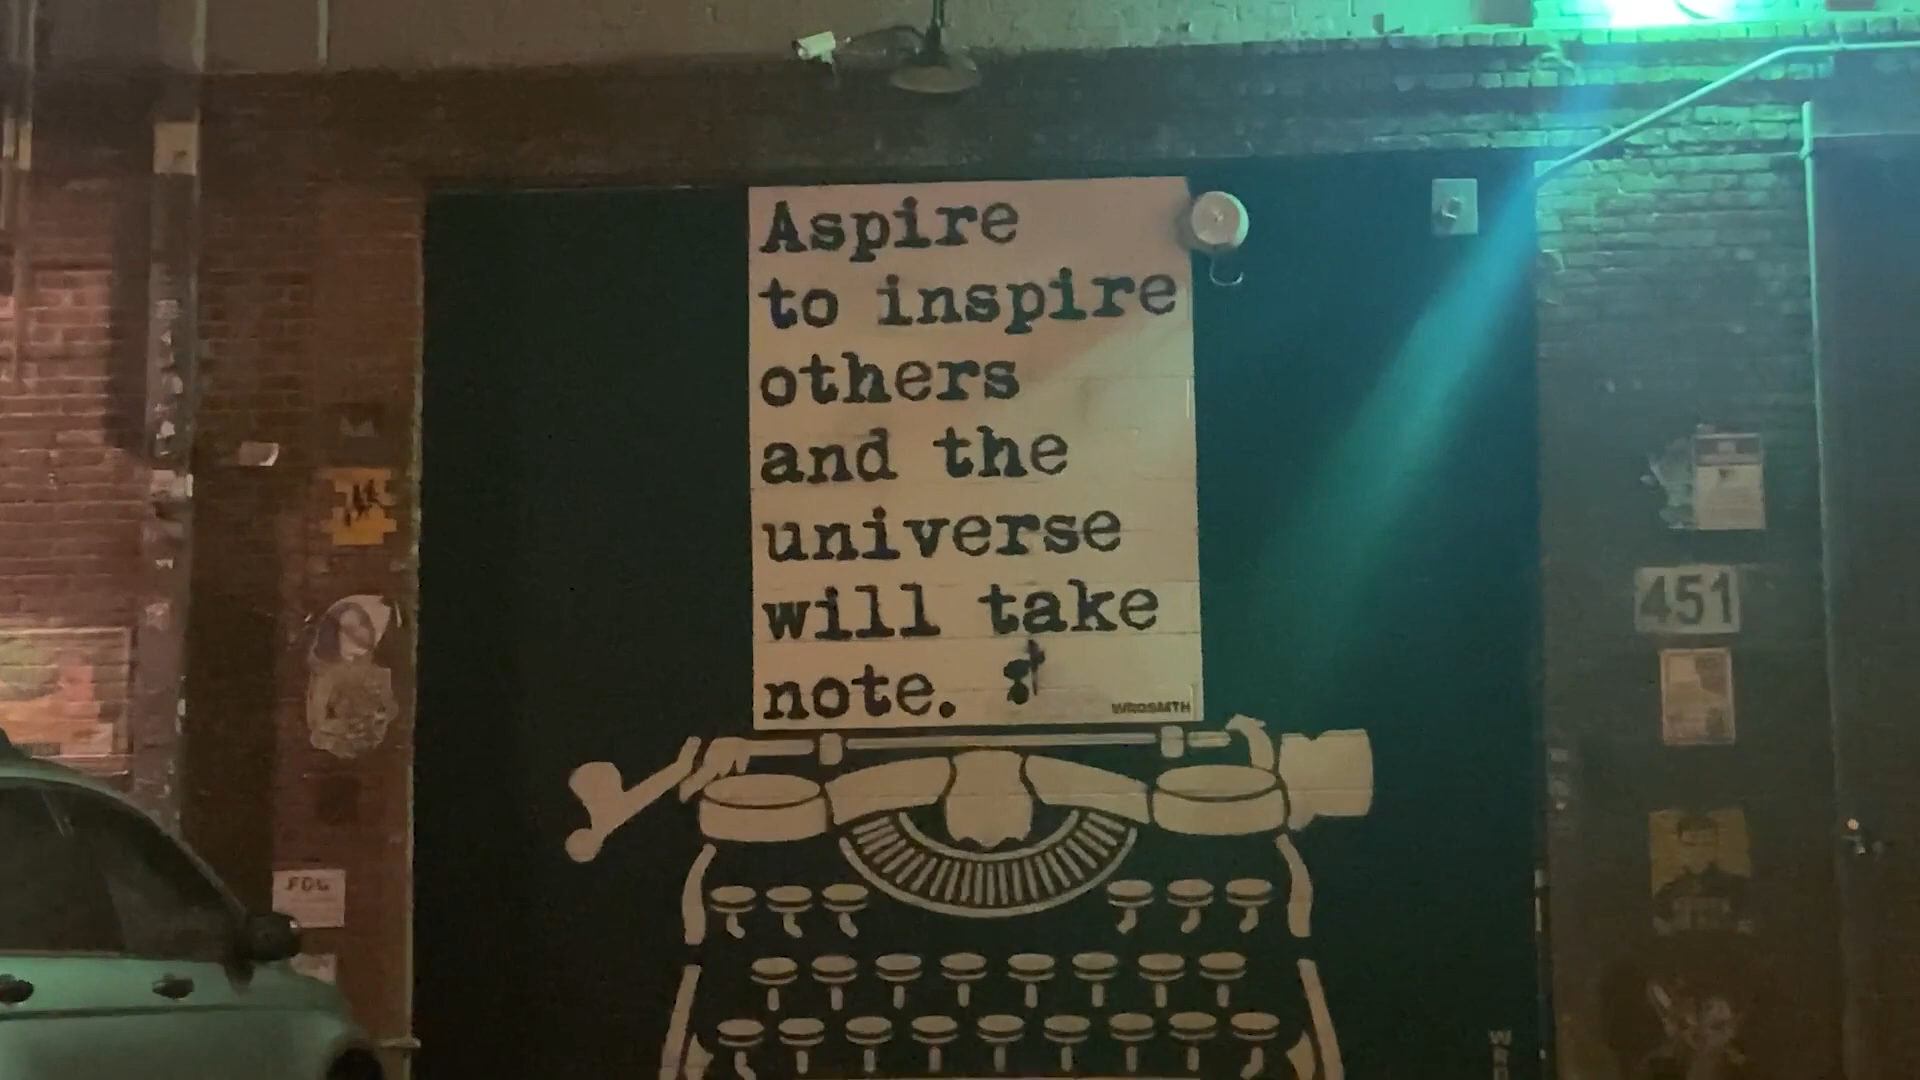 Aspire
to inspire
others
and the
universe
will take
note.
WRDSMTH
451